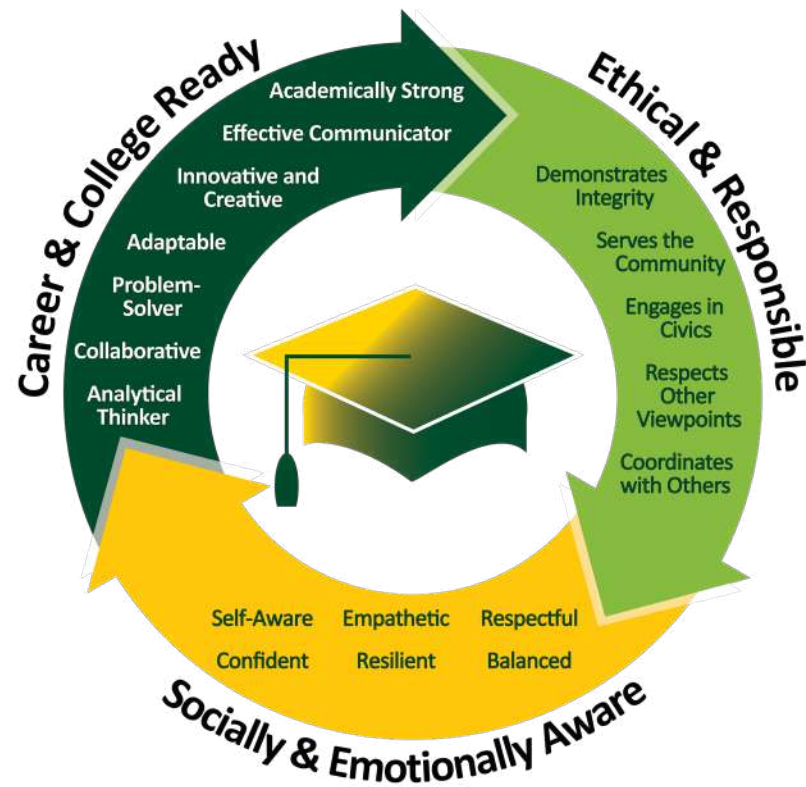 Career & College Ready
Academically Strong
Effective Communicator
Innovative and
Creative
Adaptable
Problem-
Solver
Collaborative
Analytical
Thinker
Ethical & Responsible
Demonstrates
Integrity
Serves the
Community
Engages in
Civics
Respects
Other
Viewpoints
Coordinates
with Others
Self-Aware Empathetic Respectful
Confident Resilient Balanced
Socially & Emotionally Aware